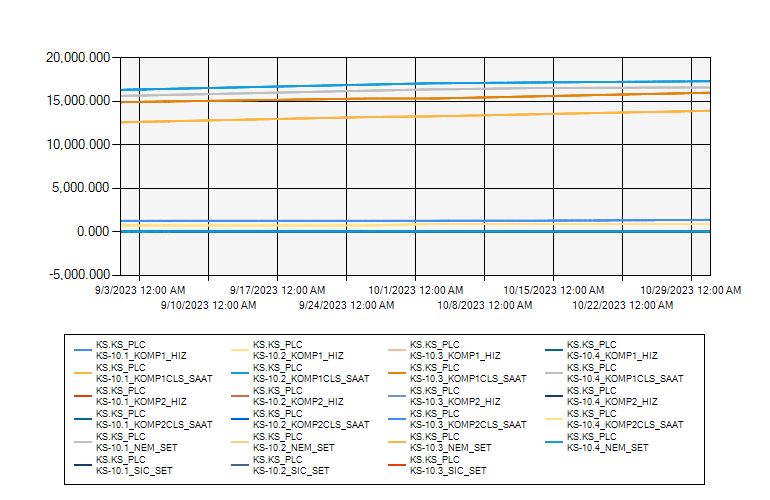 20,000.000
15,000.000
10,000.000
5,000.000
0.000
-5,000.000
9/3/2023 12:00 AM 9/17/2023 12:00 AM 10/1/2023 12:00 AM 10/15/2023 12:00 AM 10/29/2023 12:00 AM
9/10/2023 12:00 AM 9/24/2023 12:00 AM 10/8/2023 12:00 AM 10/22/2023 12:00 AM
KS.KS_PLC KS.KS_PLC KS.KS_PLC KS.KS_PLC
KS-10.1_KOMP1_HIZ KS-10.2_KOMP1_HIZ KS-10.3_KOMP1_HIZ KS-10.4_KOMP1_HIZ
KS.KS_PLC KS.KS_PLC KS.KS_PLC KS.KS_PLC
KS-10.1_KOMP1CLS_SAAT KS-10.2_KOMP1CLS_SAAT KS-10.3_KOMP1CLS_SAAT KS-10.4_KOMP1CLS_SAAT
KS.KS_PLC KS.KS_PLC KS.KS_PLC KS.KS_PLC
KS-10.1_KOMP2_HIZ KS-10.2_KOMP2_HIZ KS-10.3_KOMP2_HIZ KS-10.4_KOMP2_HIZ
KS.KS_PLC KS.KS_PLC KS.KS_PLC KS.KS_PLC
KS-10.1_KOMP2CLS_SAAT KS-10.2_KOMP2CLS_SAAT KS-10.3_KOMP2CLS_SAAT KS-10.4_KOMP2CLS_SAAT
KS.KS_PLC KS.KS_PLC KS.KS_PLC KS.KS_PLC
KS-10.1_NEM_SET KS-10.2_NEM_SET KS-10.3_NEM_SET KS-10.4_NEM_SET
KS.KS_PLC KS.KS_PLC KS.KS_PLC
KS-10.1_SIC_SET KS-10.2_SIC_SET KS-10.3_SIC_SET